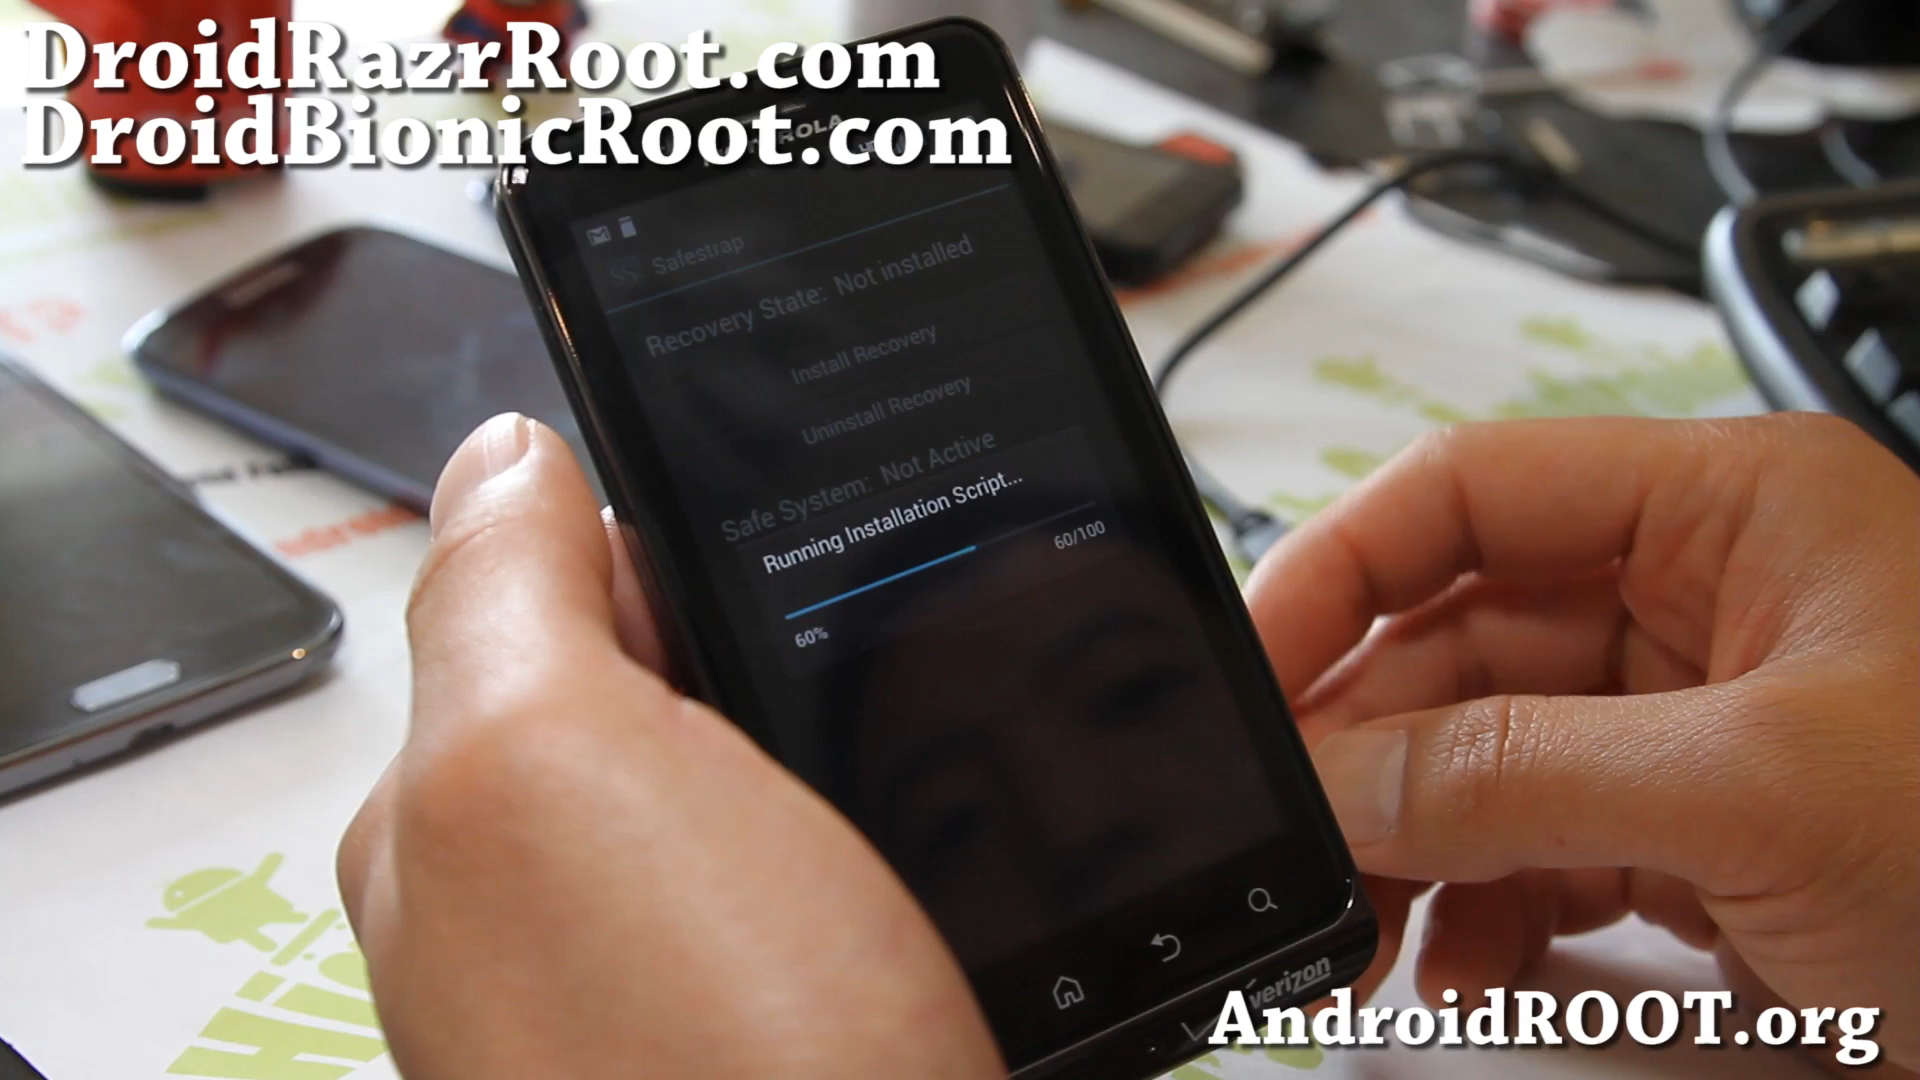 DroidRazrRoot.com
DroidBionicRoot.com
Safestrap
Recovery State: Not installed
Install Recovery
Uninstall Recovery
Safe System: Not Active
Running Installation Script...
60/100
60%
verizon
AndroidROOT.org